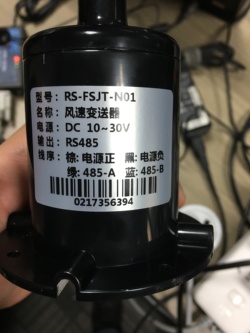 型号: RS-FSJT-N01
名称: 风速变送器
电源: DC 10~30V
输出: RS485
线序: 棕:电源正 黑:电源负
绿:485-A 蓝:485-B
0217356394